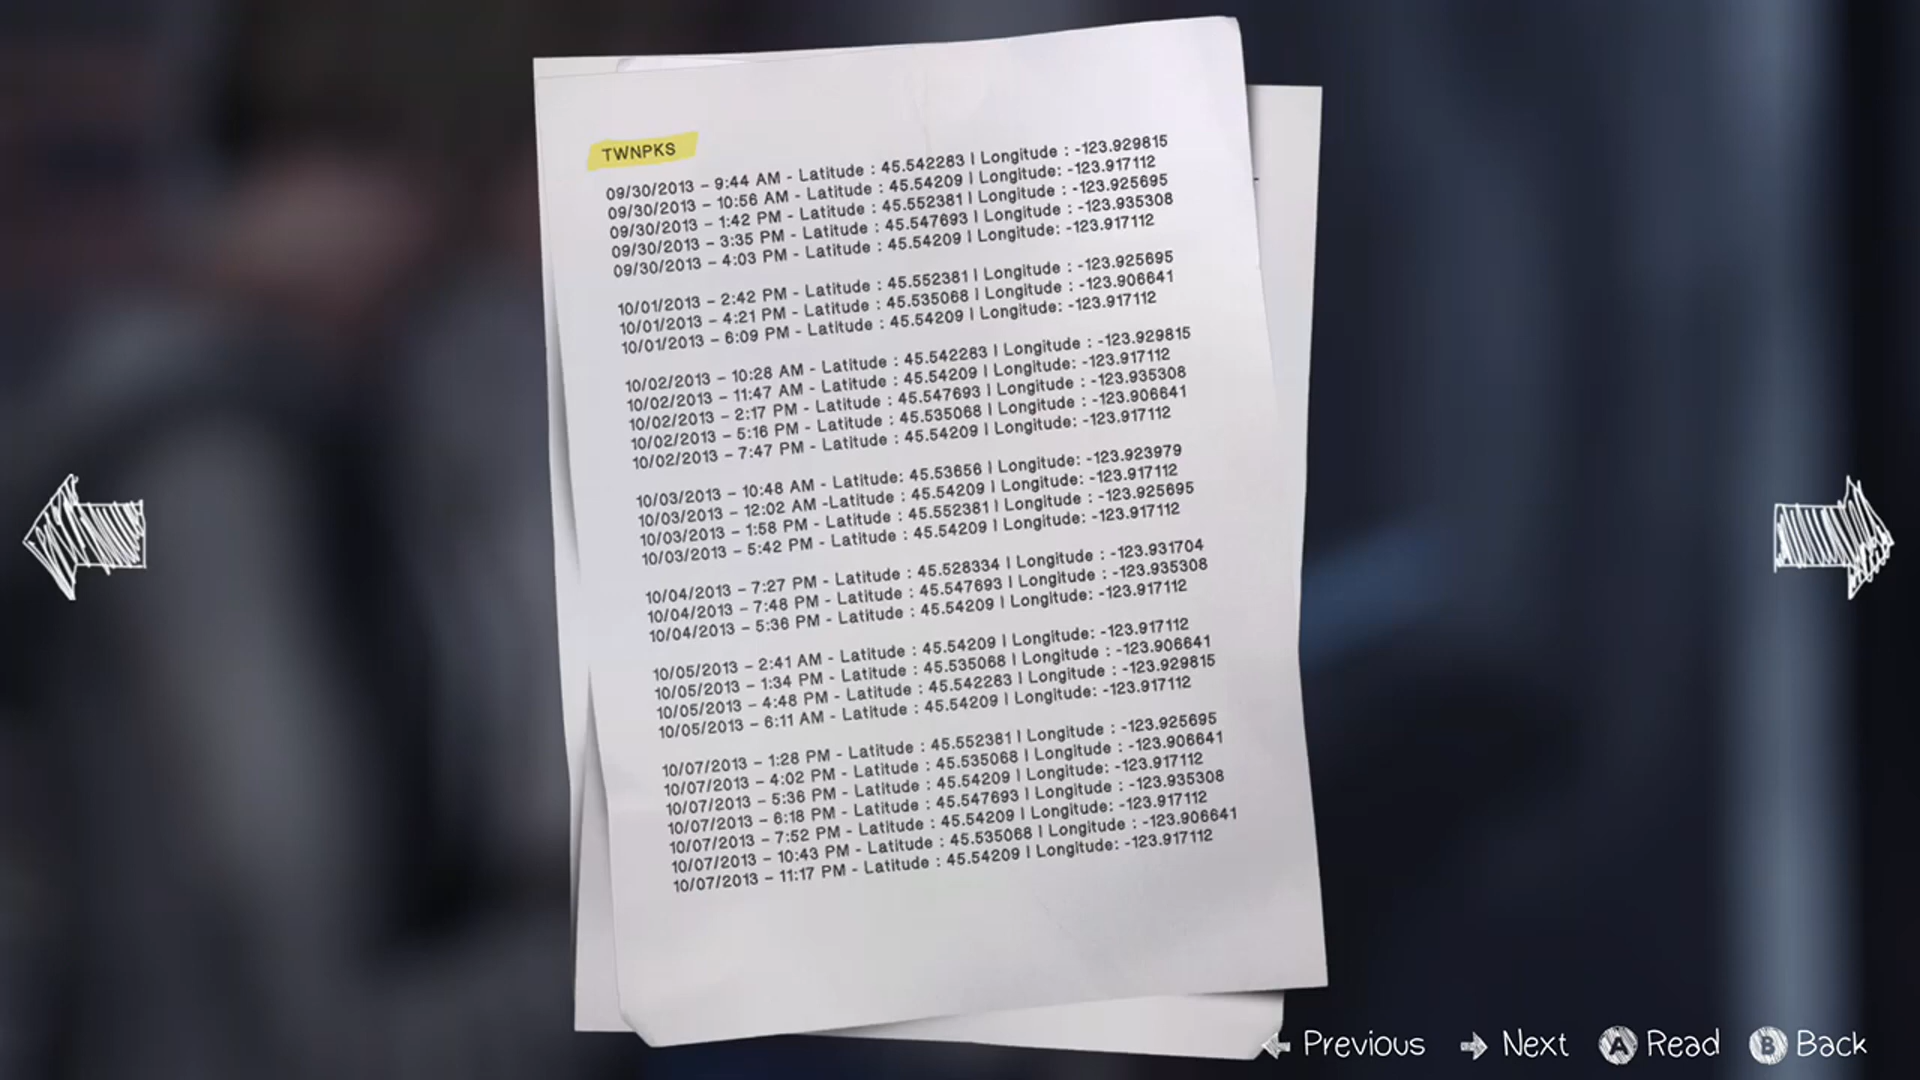 TWNPKS
09/30/2013 – 9:44 AM - Latitude : 45.542283 | Longitude : -123.929815
09/30/2013 – 10:56 AM - Latitude : 45.54209 | Longitude: -123.917112
09/30/2013 – 1:42 PM - Latitude : 45.552381 | Longitude : -123.925695
09/30/2013 – 3:35 PM - Latitude : 45.547693 | Longitude : -123.935308
09/30/2013 – 4:03 PM - Latitude : 45.54209 | Longitude: -123.917112
10/01/2013 – 2:42 PM - Latitude : 45.552381 | Longitude : -123.925695
10/01/2013 – 4:21 PM - Latitude : 45.535068 | Longitude : -123.906641
10/01/2013 – 6:09 PM - Latitude : 45.54209 | Longitude: -123.917112
10/02/2013 – 10:28 AM - Latitude : 45.542283 | Longitude : -123.929815
10/02/2013 – 11:47 AM - Latitude : 45.54209 | Longitude: -123.917112
10/02/2013 – 2:17 PM - Latitude : 45.547693 | Longitude : -123.935308
10/02/2013 – 5:16 PM - Latitude : 45.535068 | Longitude : -123.906641
10/02/2013 – 7:47 PM - Latitude : 45.54209 | Longitude: -123.917112
10/03/2013 – 10:48 AM - Latitude: 45.53656 | Longitude: -123.923979
10/03/2013 – 12:02 AM -Latitude: 45.54209 | Longitude: -123.917112
10/03/2013 – 1:58 PM - Latitude : 45.552381 | Longitude : -123.925695
10/03/2013 – 5:42 PM - Latitude : 45.54209 | Longitude: -123.917112
10/04/2013 – 7:27 PM - Latitude : 45.528334 | Longitude : -123.931704
10/04/2013 – 7:48 PM - Latitude : 45.547693 | Longitude : -123.935308
10/04/2013 – 5:36 PM - Latitude : 45.54209 | Longitude: -123.917112
10/05/2013 – 2:41 AM - Latitude : 45.54209 | Longitude: -123.917112
10/05/2013 – 1:34 PM - Latitude : 45.535068 | Longitude : -123.906641
10/05/2013 – 4:48 PM - Latitude : 45.542283 | Longitude : -123.929815
10/05/2013 – 6:11 AM - Latitude : 45.54209 | Longitude: -123.917112
10/07/2013 – 1:28 PM - Latitude : 45.552381 | Longitude : -123.925695
10/07/2013 – 4:02 PM - Latitude : 45.535068 | Longitude : -123.906641
10/07/2013 – 5:36 PM - Latitude : 45.54209 | Longitude: -123.917112
10/07/2013 – 6:18 PM - Latitude : 45.547693 | Longitude : -123.935308
10/07/2013 – 7:52 PM - Latitude : 45.54209 | Longitude: -123.917112
10/07/2013 – 10:43 PM - Latitude : 45.535068 | Longitude : -123.906641
10/07/2013 – 11:17 PM - Latitude : 45.54209 | Longitude: -123.917112
Previous Next A Read B Back